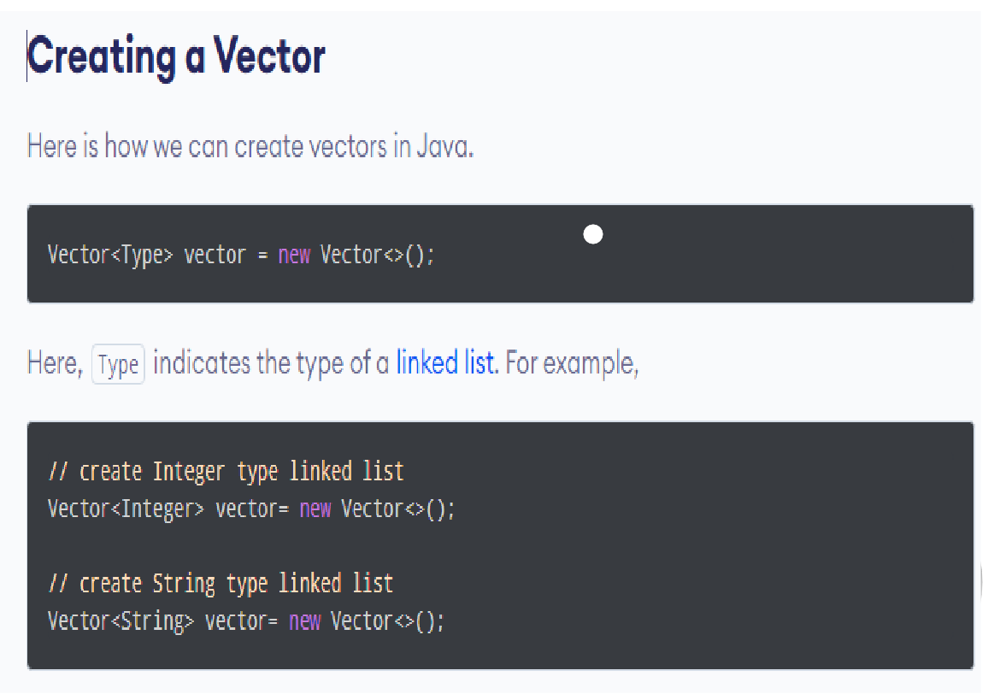 Creating a Vector
Here is how we can create vectors in Java.
Vector<Type> vector = new Vector<>();
Here, Type indicates the type of a linked list. For example,
// create Integer type linked list
Vector<Integer> vector= new Vector<>();
// create String type linked list
Vector<String> vector= new Vector<>();